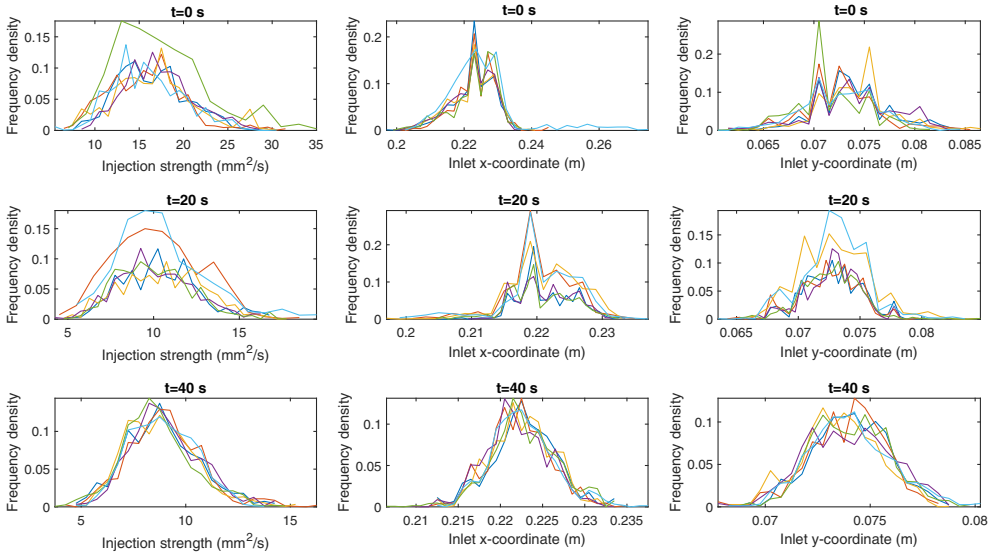 t=0 s
Frequency density
0.15
0.1
0.05
0
10 15 20 25 30 35
Injection strength (mm²/s)
t=0 s
Frequency density
0.2
0.1
0
0.2 0.22 0.24 0.26
Inlet x-coordinate (m)
t=0 s
Frequency density
0.2
0.1
0
0.065 0.07 0.075 0.08 0.085
Inlet y-coordinate (m)
t=20 s
Frequency density
0.15
0.1
0.05
0
5 10 15
Injection strength (mm²/s)
t=20 s
Frequency density
0.2
0.1
0
0.2 0.21 0.22 0.23
Inlet x-coordinate (m)
t=20 s
Frequency density
0.15
0.1
0.05
0
0.065 0.07 0.075 0.08
Inlet y-coordinate (m)
t=40 s
Frequency density
0.1
0.05
0
5 10 15
Injection strength (mm²/s)
t=40 s
Frequency density
0.1
0.05
0
0.21 0.215 0.22 0.225 0.23 0.235
Inlet x-coordinate (m)
t=40 s
Frequency density
0.1
0.05
0
0.07 0.075 0.08
Inlet y-coordinate (m)